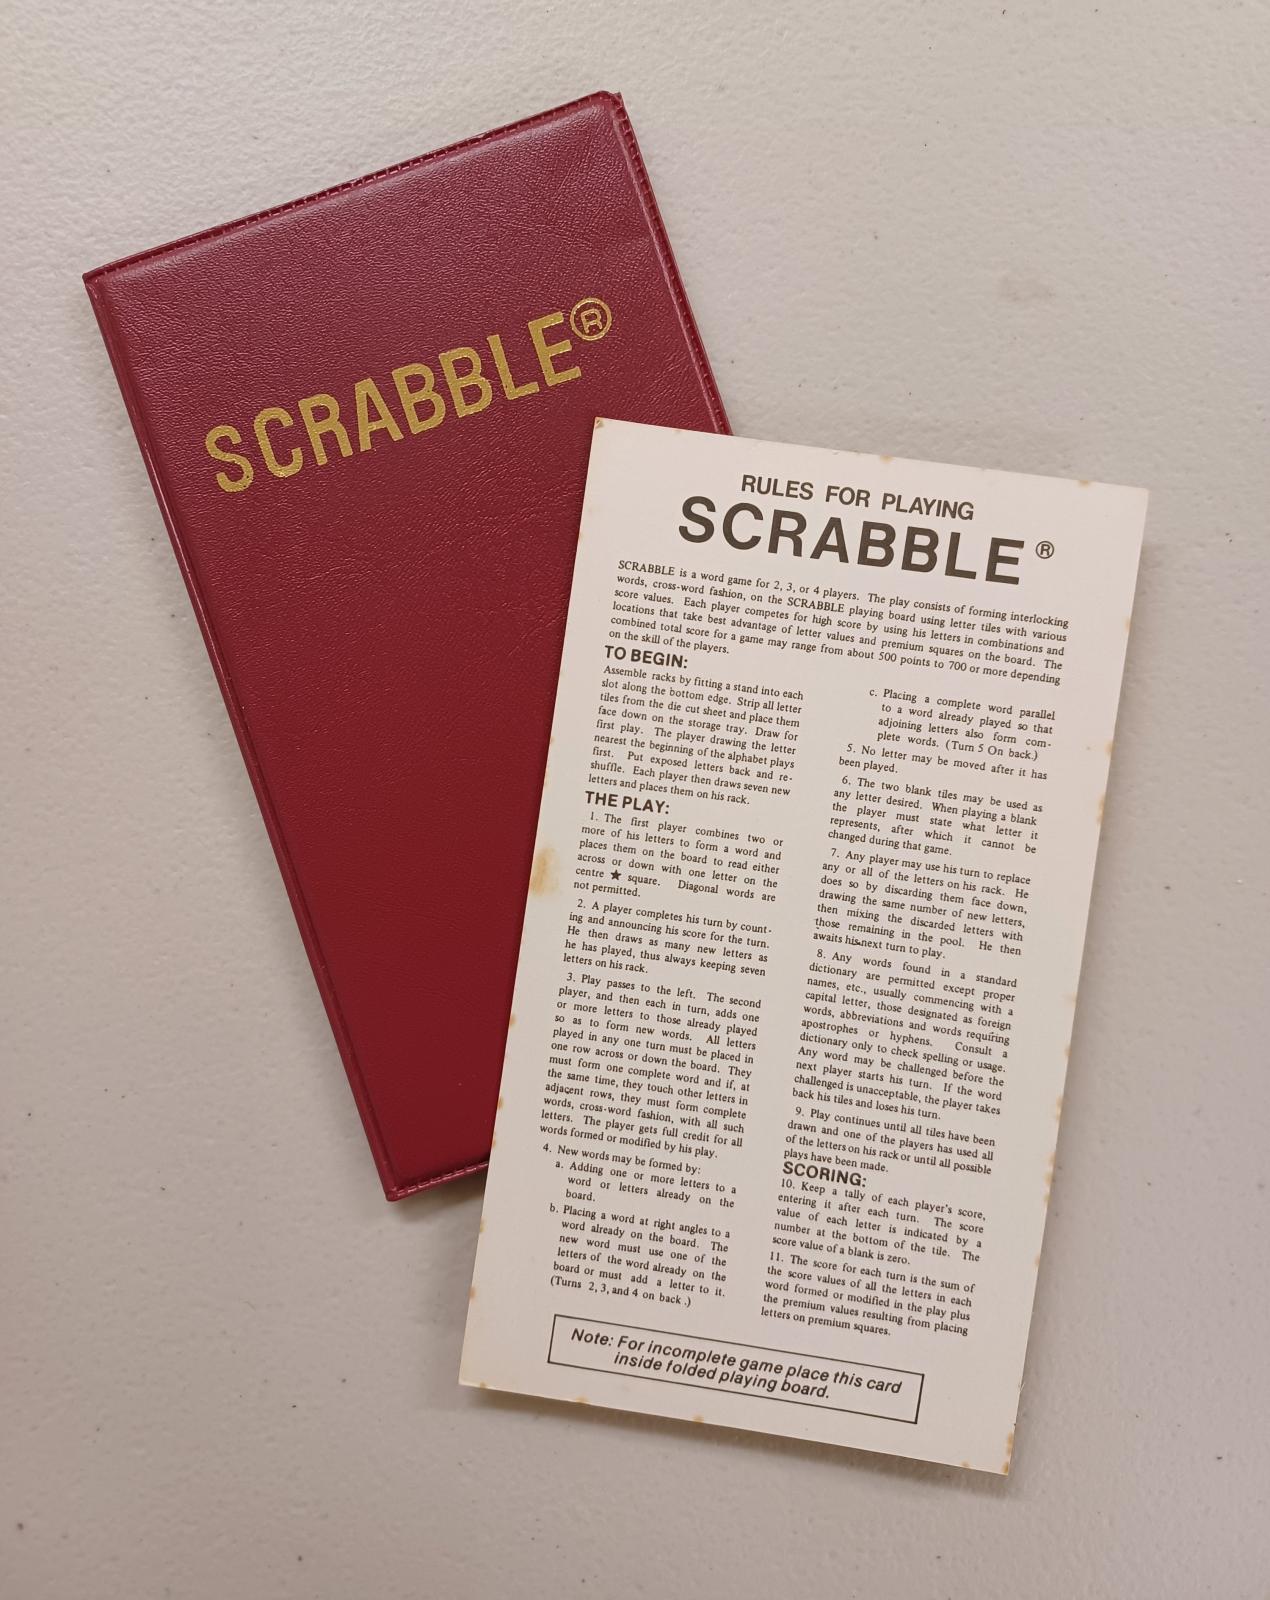 SCRABBLE®
RULES FOR PLAYING
SCRABBLE®
SCRABBLE is a word game for 2, 3, or 4 players. The play consists of forming interlocking
words, cross-word fashion, on the SCRABBLE playing board using letter tiles with various
score values. Each player competes for high score by using his letters in combinations and
locations that take best advantage of letter values and premium squares on the board. The
combined total score for a game may range from about 500 points to 700 or more depending
on the skill of the players.
TO BEGIN:
Assemble racks by fitting a stand into each
slot along the bottom edge. Strip all letter
tiles from the die cut sheet and place them
face down on the storage tray. Draw for
first play. The player drawing the letter
nearest the beginning of the alphabet plays
first. Put exposed letters back and re-
shuffle. Each player then draws seven new
letters and places them on his rack.
THE PLAY:
1. The first player combines two or
more of his letters to form a word and
places them on the board to read either
across or down with one letter on the
centre ★ square. Diagonal words are
not permitted.
2. A player completes his turn by count-
ing and announcing his score for the turn.
He then draws as many new letters as
he has played, thus always keeping seven
letters on his rack.
3. Play passes to the left. The second
player, and then each in turn, adds one
or more letters to those already played
so as to form new words. All letters
played in any one turn must be placed in
one row across or down the board. They
must form one complete word and if, at
the same time, they touch other letters in
adjacent rows, they must form complete
words, cross-word fashion, with all such
letters. The player gets full credit for all
words formed or modified by his play.
4. New words may be formed by:
a. Adding one or more letters to a
word or letters already on the
board.
b. Placing a word at right angles to a
word already on the board. The
new word must use one of the
letters of the word already on the
board or must add a letter to it.
(Turns 2, 3, and 4 on back.)
c. Placing a complete word parallel
to a word already played so that
adjoining letters also form com-
plete words. (Turn 5 On back.)
5. No letter may be moved after it has
been played.
6. The two blank tiles may be used as
any letter desired. When playing a blank
the player must state what letter it
represents, after which it cannot be
changed during that game.
7. Any player may use his turn to replace
any or all of the letters on his rack. He
does so by discarding them face down,
drawing the same number of new letters,
then mixing the discarded letters with
those remaining in the pool. He then
awaits his next turn to play.
8. Any words found in a standard
dictionary are permitted except proper
names, etc., usually commencing with a
capital letter, those designated as foreign
words, abbreviations and words requiring
apostrophes or hyphens. Consult a
dictionary only to check spelling or usage.
Any word may be challenged before the
next player starts his turn. If the word
challenged is unacceptable, the player takes
back his tiles and loses his turn.
9. Play continues until all tiles have been
drawn and one of the players has used all
of the letters on his rack or until all possible
plays have been made.
SCORING:
10. Keep a tally of each player's score,
entering it after each turn. The score
value of each letter is indicated by a
number at the bottom of the tile. The
score value of a blank is zero.
11. The score for each turn is the sum of
the score values of all the letters in each
word formed or modified in the play plus
the premium values resulting from placing
letters on premium squares.
Note: For incomplete game place this card
inside folded playing board.